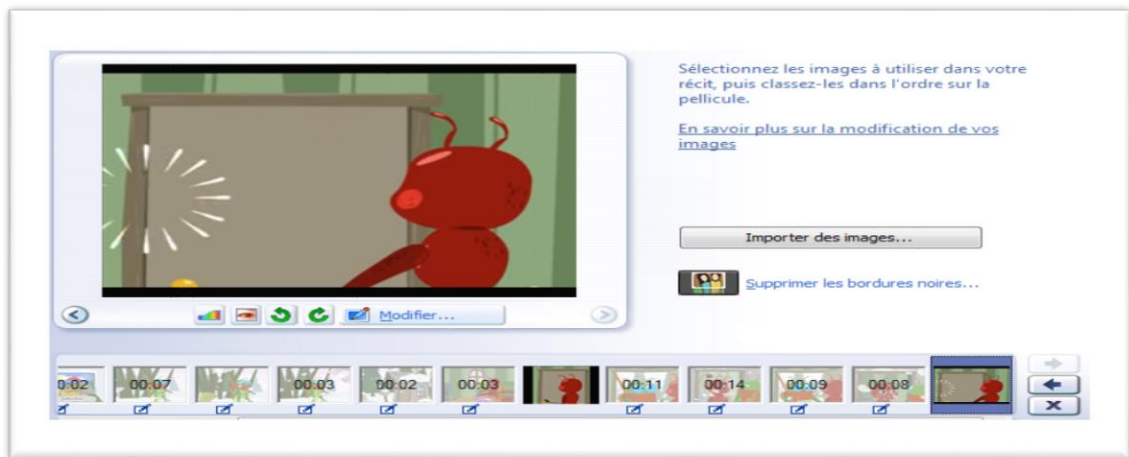 Sélectionnez les images à utiliser dans votre
récit, puis classez-les dans l'ordre sur la
pellicule.
En savoir plus sur la modification de vos
images
Importer des images...
Supprimer les bordures noires...
Modifier...
0:02 00:07 00:03 00:02 00:03 00:11 00:14 00:09 00:08